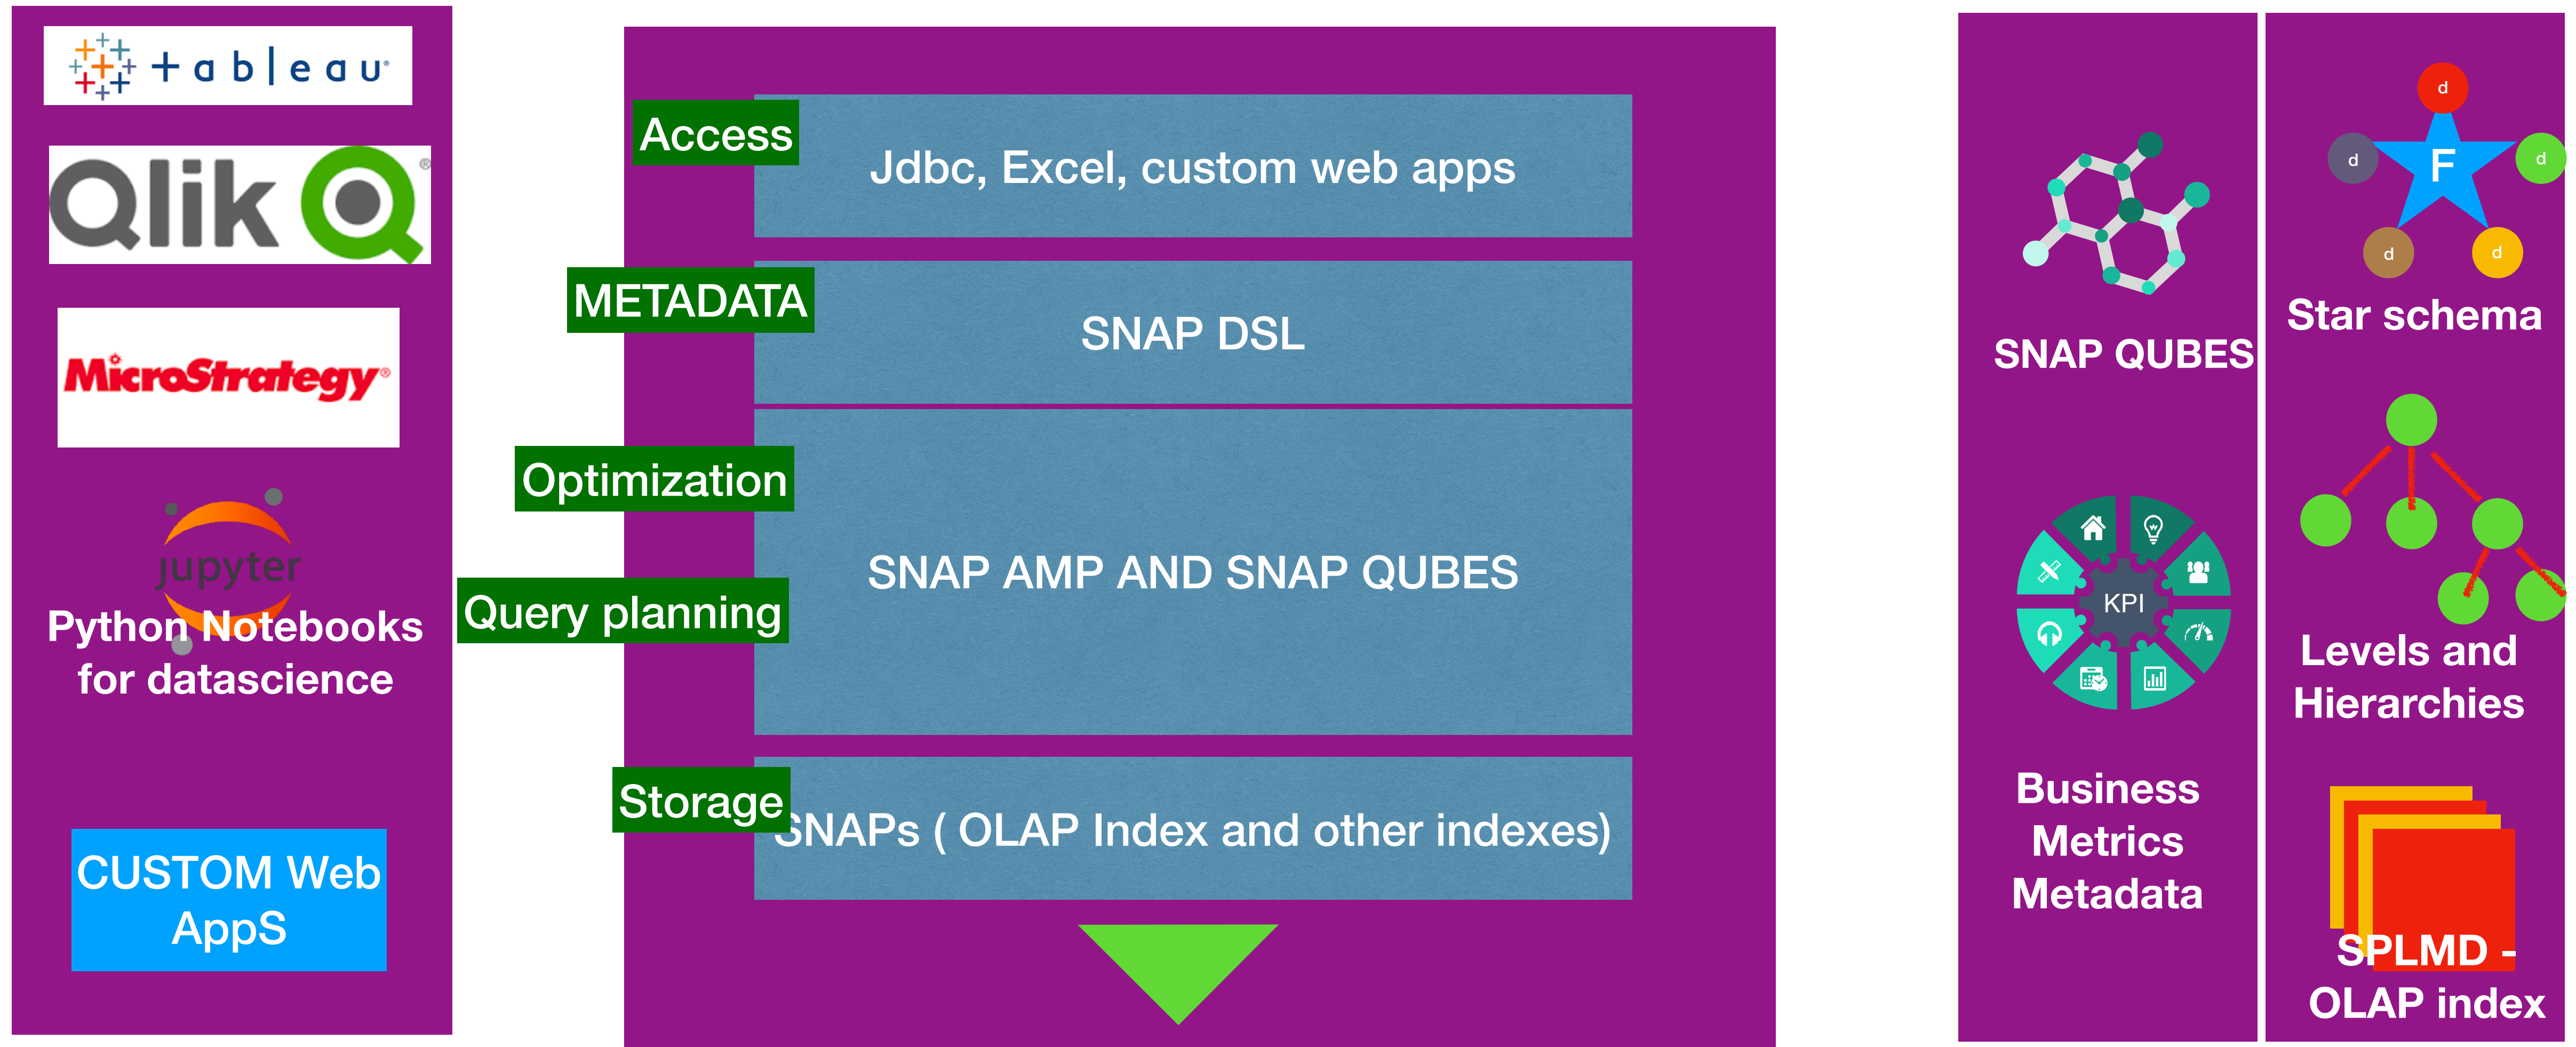 +ableau®
Qlik Q®
MicroStrategy®
jupyter
Python Notebooks
for datascience
CUSTOM Web
AppS
Access
Jdbc, Excel, custom web apps
METADATA
SNAP DSL
Optimization
SNAP AMP AND SNAP QUBES
Query planning
Storage
SNAPs ( OLAP Index and other indexes)
SNAP QUBES
KPI
Business
Metrics
Metadata
d
d
F
d
d
d
Star schema
Levels and
Hierarchies
SPLMD -
OLAP index